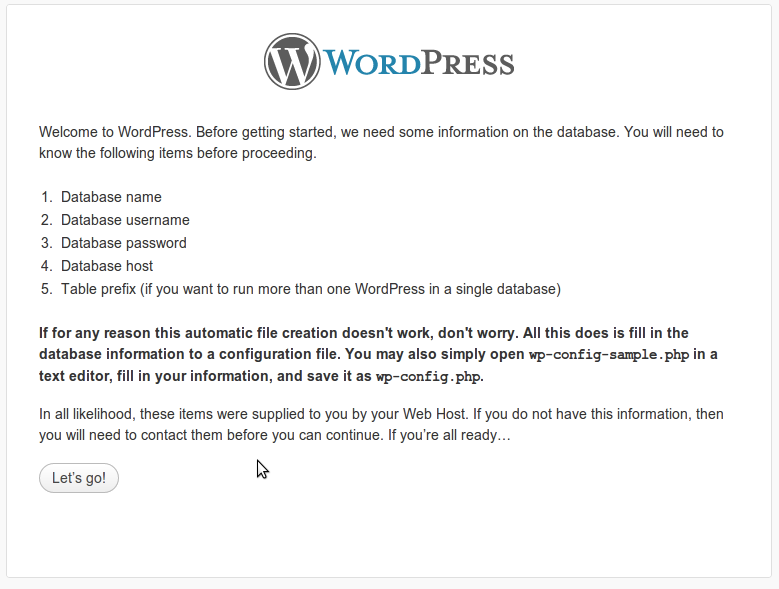 WORDPRESS
Welcome to WordPress. Before getting started, we need some information on the database. You will need to
know the following items before proceeding.
1. Database name
2. Database username
3. Database password
4. Database host
5. Table prefix (if you want to run more than one WordPress in a single database)
If for any reason this automatic file creation doesn't work, don't worry. All this does is fill in the
database information to a configuration file. You may also simply open wp-config-sample.php in a
text editor, fill in your information, and save it as wp-config.php.
In all likelihood, these items were supplied to you by your Web Host. If you do not have this information, then
you will need to contact them before you can continue. If you’re all ready…
Let’s go!